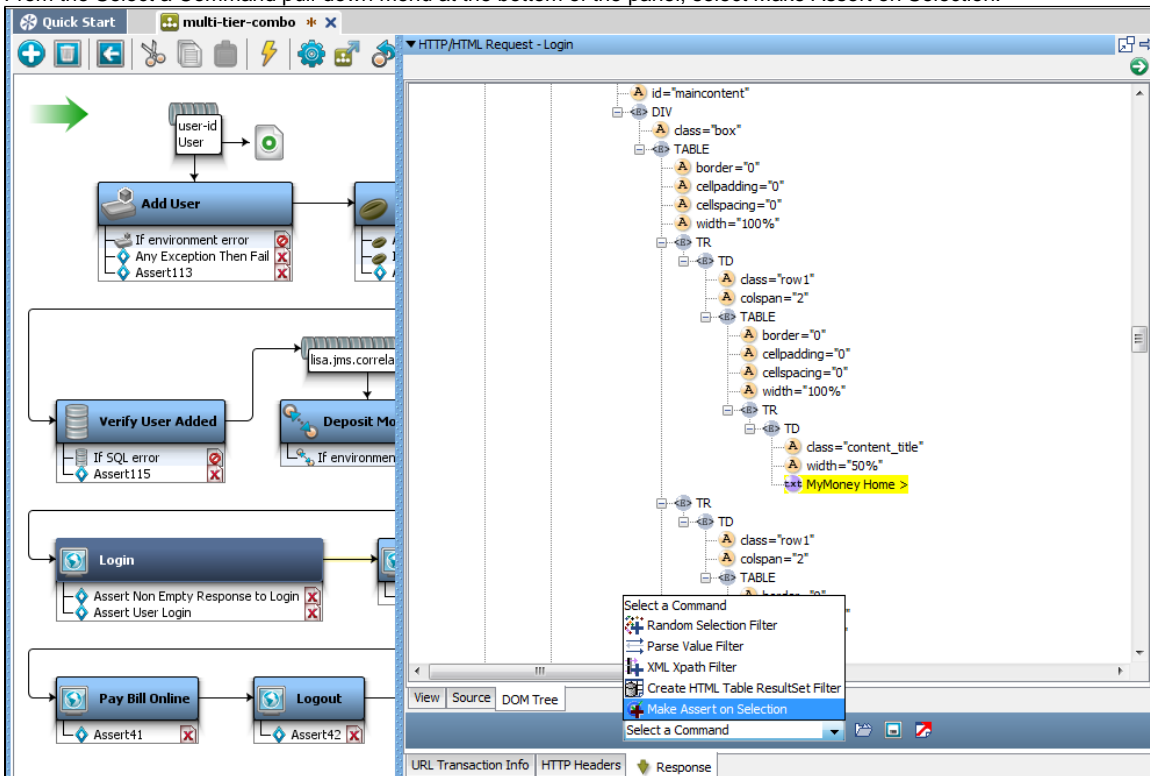 From the Select a Command pull-down menu at the bottom of the panel, select Make Assert on Selection.
Quick Start
multi-tier-combo
HTTP/HTML Request - Login
user-id
User
Add User
If environment error
Any Exception Then Fail
Assert113
Verify User Added
If SQL error
Assert115
lisa.jms.correla
Deposit Mo
If environmen
Login
Assert Non Empty Response to Login
Assert User Login
Pay Bill Online
Assert41
Logout
Assert42
id="maincontent"
DIV
class="box"
TABLE
border="0"
cellpadding="0"
cellspacing="0"
width="100%"
TR
TD
class="row1"
colspan="2"
TABLE
border="0"
cellpadding="0"
cellspacing="0"
width="100%"
TR
TD
class="content_title"
width="50%"
txt MyMoney Home >
TR
TD
class="row1"
colspan="2"
TABLE
Select a Command
Random Selection Filter
Parse Value Filter
XML Xpath Filter
Create HTML Table ResultSet Filter
Make Assert on Selection
View
Source
DOM Tree
Select a Command
URL Transaction Info
HTTP Headers
Response